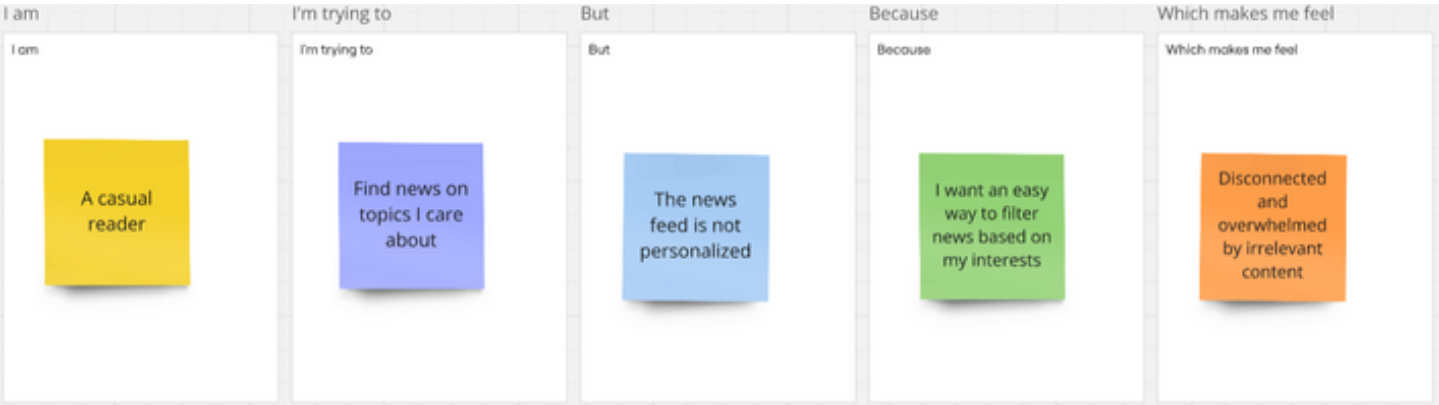 I am
I'm trying to
But
Because
Which makes me feel
I am
I'm trying to
But
Because
Which makes me feel
A casual
reader
Find news on
topics I care
about
The news
feed is not
personalized
I want an easy
way to filter
news based on
my interests
Disconnected
and
overwhelmed
by irrelevant
content